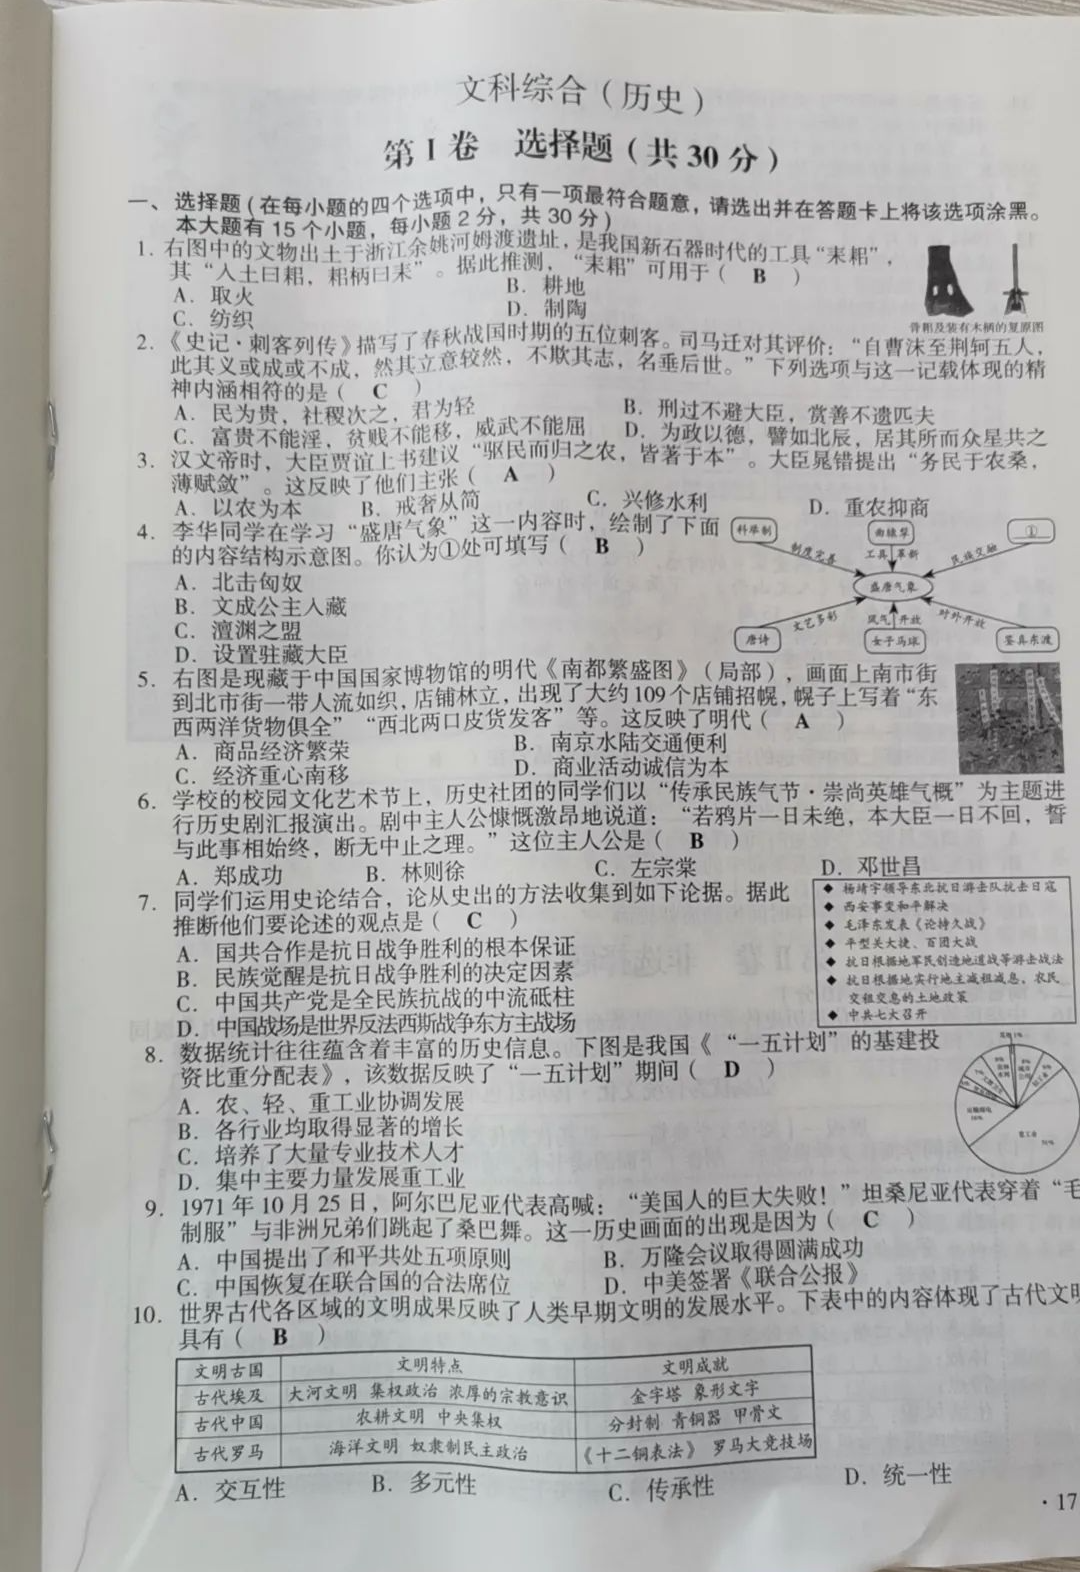 文科综合（历史）
第Ⅰ卷 选择题（共30分）
一、选择题（在每小题的四个选项中，只有一项最符合题意，请选出并在答题卡上将该选项涂黑。
本大题有15个小题，每小题2分，共30分）
1. 右图中的文物出土于浙江余姚河姆渡遗址，是我国新石器时代的工具“耒耜”，
其“入土曰耜，耜柄曰耒”。据此推测，“耒耜”可用于（ B ）
A. 取火 B. 耕地
C. 纺织 D. 制陶
骨耜及装有木柄的复原图
2. 《史记·刺客列传》描写了春秋战国时期的五位刺客。司马迁对其评价：“自曹沫至荆轲五人，
此其义或成或不成，然其立意较然，不欺其志，名垂后世。”下列选项与这一记载体现的精
神内涵相符的是（ C ）
A. 民为贵，社稷次之，君为轻 B. 刑过不避大臣，赏善不遗匹夫
C. 富贵不能淫，贫贱不能移，威武不能屈 D. 为政以德，譬如北辰，居其所而众星共之
3. 汉文帝时，大臣贾谊上书建议“驱民而归之农，皆著于本”。大臣晁错提出“务民于农桑，
薄赋敛”。这反映了他们主张（ A ）
A. 以农为本 B. 戒奢从简 C. 兴修水利 D. 重农抑商
4. 李华同学在学习“盛唐气象”这一内容时，绘制了下面
的内容结构示意图。你认为①处可填写（ B ）
A. 北击匈奴
B. 文成公主入藏
C. 澶渊之盟
D. 设置驻藏大臣
科举制 曲辕犁 ①
制度完善 工具革新 民族交融
盛唐气象
文艺多彩 风气开放 对外开放
唐诗 女子马球 鉴真东渡
5. 右图是现藏于中国国家博物馆的明代《南都繁盛图》（局部），画面上南市街
到北市街一带人流如织，店铺林立，出现了大约109个店铺招幌，幌子上写着“东
西两洋货物俱全”“西北两口皮货发客”等。这反映了明代（ A ）
A. 商品经济繁荣 B. 南京水陆交通便利
C. 经济重心南移 D. 商业活动诚信为本
6. 学校的校园文化艺术节上，历史社团的同学们以“传承民族气节·崇尚英雄气概”为主题进
行历史剧汇报演出。剧中主人公慷慨激昂地说道：“若鸦片一日未绝，本大臣一日不回，誓
与此事相始终，断无中止之理。”这位主人公是（ B ）
A. 郑成功 B. 林则徐 C. 左宗棠 D. 邓世昌
7. 同学们运用史论结合，论从史出的方法收集到如下论据。据此
推断他们要论述的观点是（ C ）
A. 国共合作是抗日战争胜利的根本保证
B. 民族觉醒是抗日战争胜利的决定因素
C. 中国共产党是全民族抗战的中流砥柱
D. 中国战场是世界反法西斯战争东方主战场
◆ 杨靖宇领导东北抗日游击队抗击日寇
◆ 西安事变和平解决
◆ 毛泽东发表《论持久战》
◆ 平型关大捷、百团大战
◆ 抗日根据地军民创造地道战等游击战法
◆ 抗日根据地实行地主减租减息，农民
交租交息的土地政策
◆ 中共七大召开
8. 数据统计往往蕴含着丰富的历史信息。下图是我国《“一五计划”的基建投
资比重分配表》，该数据反映了“一五计划”期间（ D ）
A. 农、轻、重工业协调发展
B. 各行业均取得显著的增长
C. 培养了大量专业技术人才
D. 集中主要力量发展重工业
9. 1971年10月25日，阿尔巴尼亚代表高喊：“美国人的巨大失败！”坦桑尼亚代表穿着“毛
制服”与非洲兄弟们跳起了桑巴舞。这一历史画面的出现是因为（ C ）
A. 中国提出了和平共处五项原则 B. 万隆会议取得圆满成功
C. 中国恢复在联合国的合法席位 D. 中美签署《联合公报》
10. 世界古代各区域的文明成果反映了人类早期文明的发展水平。下表中的内容体现了古代文明
具有（ B ）
文明古国 文明特点 文明成就
古代埃及 大河文明 集权政治 浓厚的宗教意识 金字塔 象形文字
古代中国 农耕文明 中央集权 分封制 青铜器 甲骨文
古代罗马 海洋文明 奴隶制民主政治 《十二铜表法》 罗马大竞技场
A. 交互性 B. 多元性 C. 传承性 D. 统一性
· 17